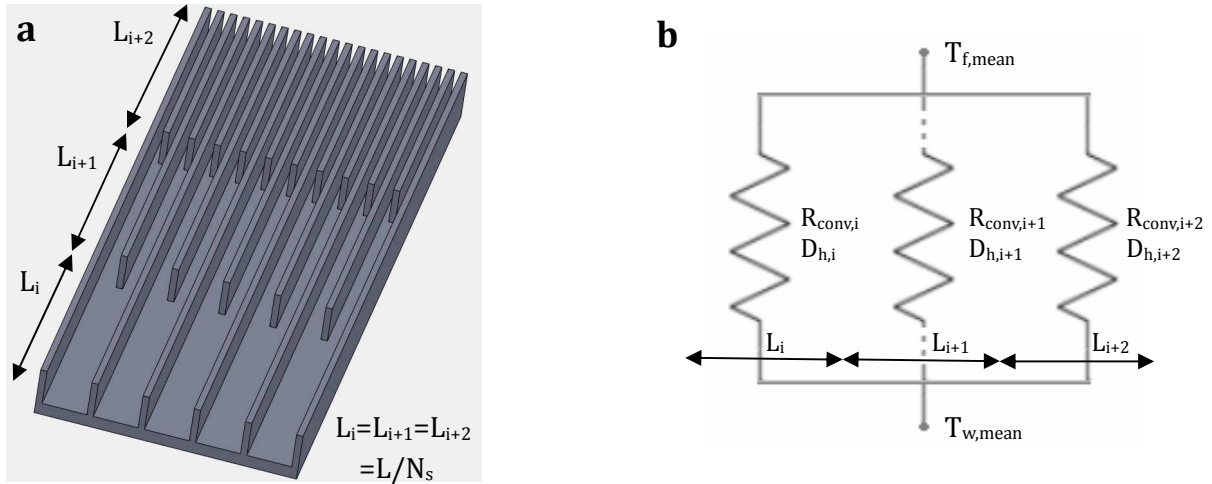 a
L_{i+2}
L_{i+1}
L_i
L_i=L_{i+1}=L_{i+2}
=L/N_s
b
T_{f,mean}
R_{conv,i}
D_{h,i}
R_{conv,i+1}
D_{h,i+1}
R_{conv,i+2}
D_{h,i+2}
L_i
L_{i+1}
L_{i+2}
T_{w,mean}